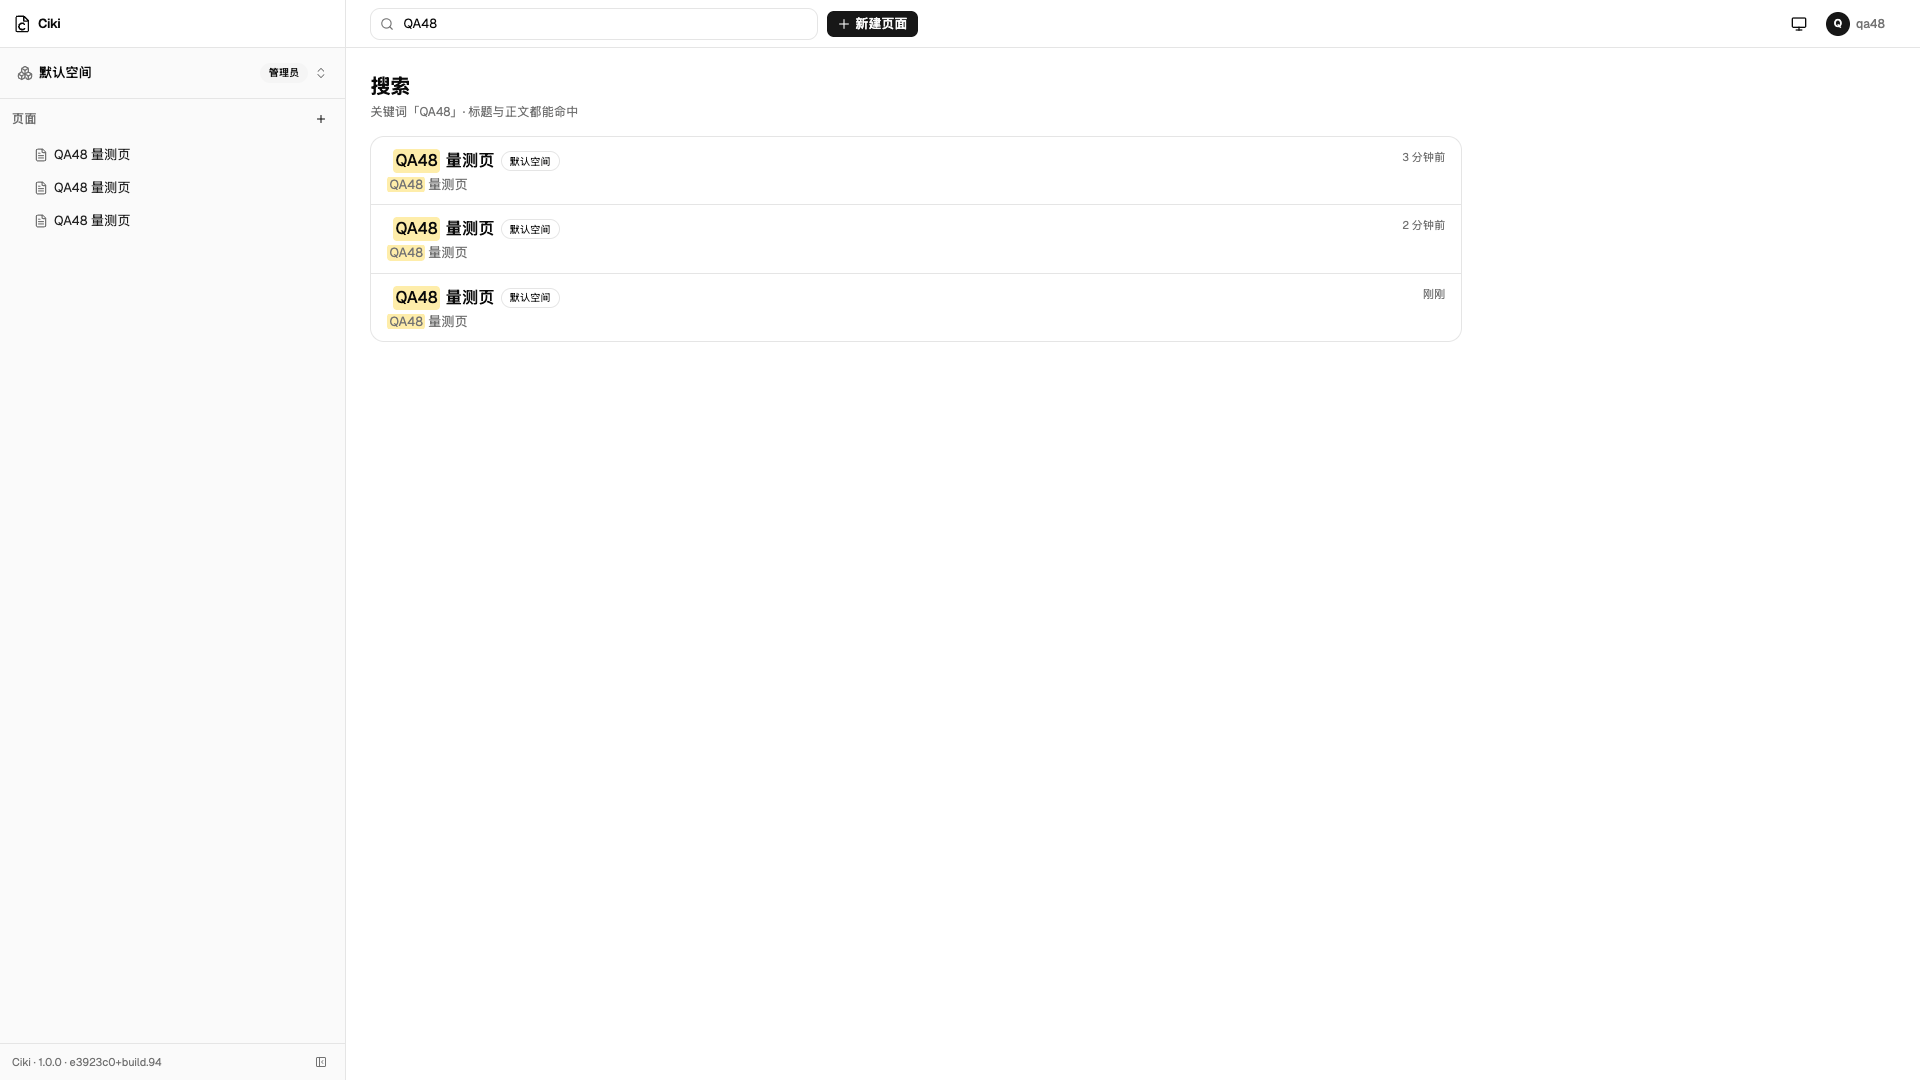 Ciki
QA48
新建页面
Q
qa48
默认空间
管理员
页面
QA48 量测页
QA48 量测页
QA48 量测页
搜索
关键词「QA48」· 标题与正文都能命中
QA48 量测页 默认空间 3 分钟前
QA48 量测页
QA48 量测页 默认空间 2 分钟前
QA48 量测页
QA48 量测页 默认空间 刚刚
QA48 量测页
Ciki · 1.0.0 · e3923c0+build.94